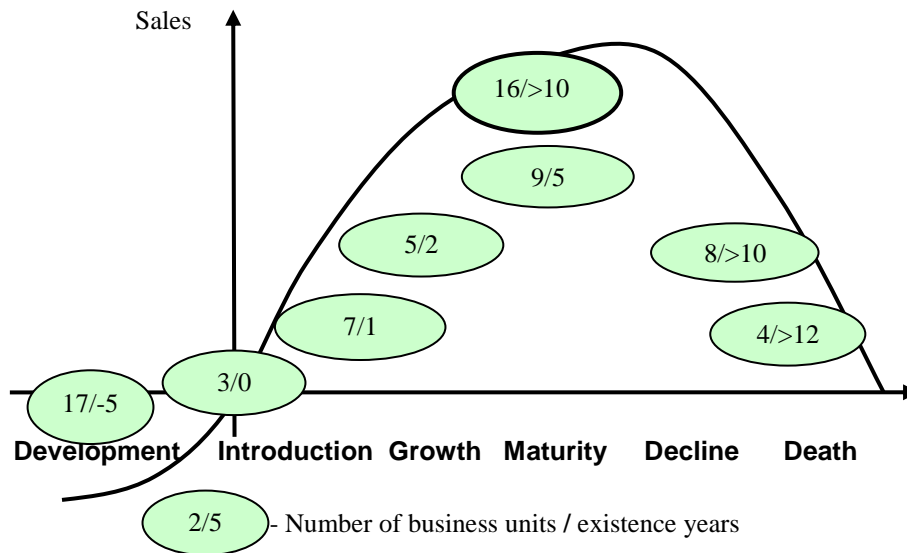 Sales
16/>10
9/5
5/2
8/>10
7/1
4/>12
3/0
17/-5
Development Introduction Growth Maturity Decline Death
2/5 - Number of business units / existence years